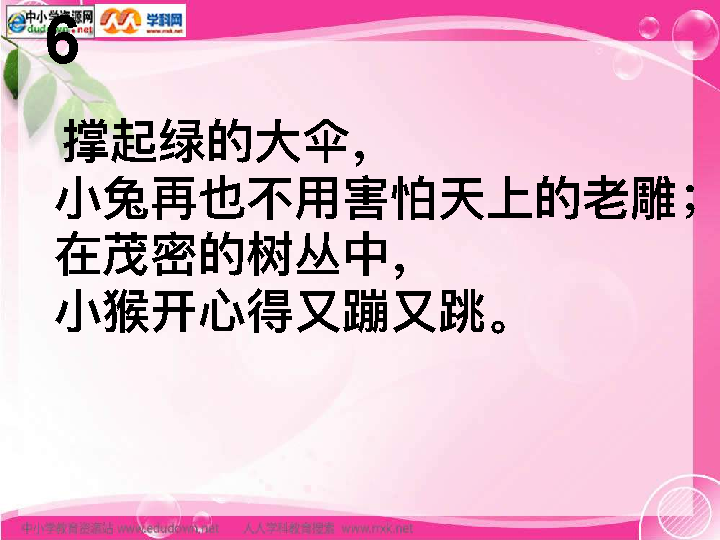 中小学资源网
edudown.net
学科网
www.nrxk.net
6
撑起绿的大伞，
小兔再也不用害怕天上的老雕；
在茂密的树丛中，
小猴开心得又蹦又跳。
中小学教育资源站 www.edudown.net 人人学科教育搜索 www.nrxk.net